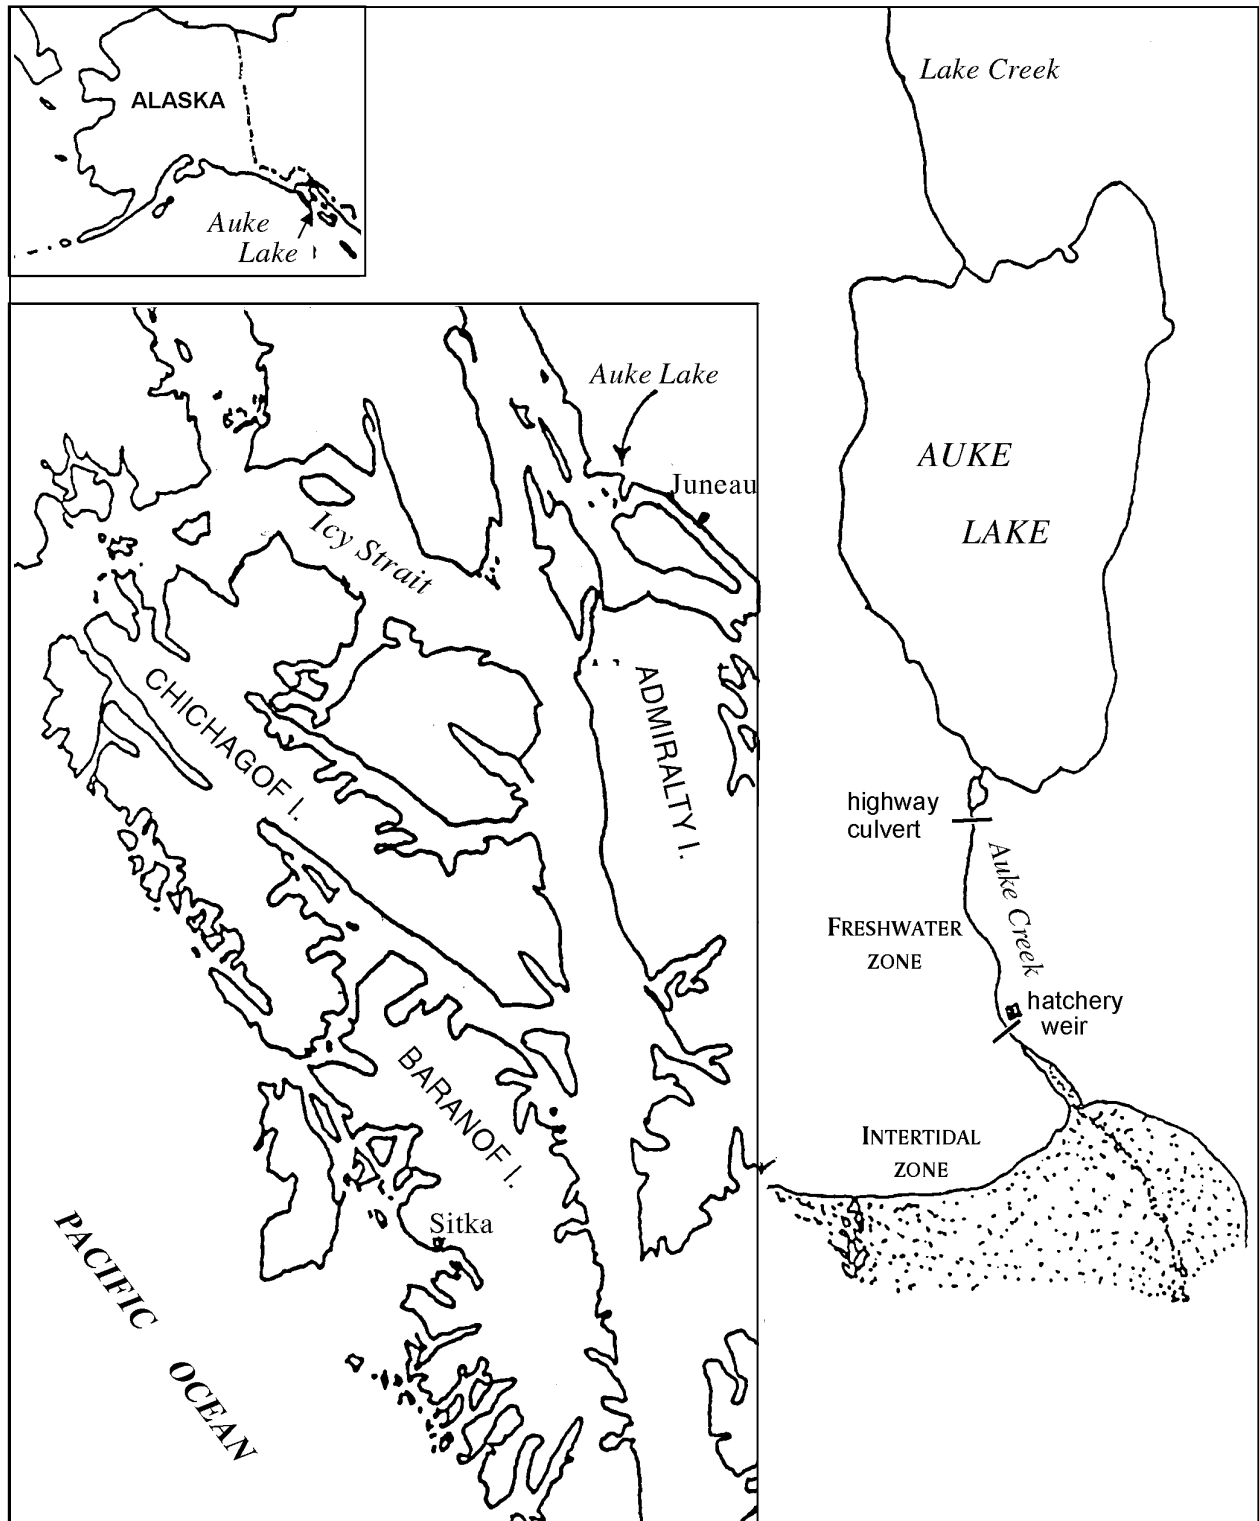 ALASKA
Auke
Lake
Lake Creek
Auke Lake
Juneau
Icy Strait
CHICHAGOF I.
ADMIRALTY I.
BARANOF I.
Sitka
PACIFIC
OCEAN
AUKE
LAKE
highway
culvert
Auke Creek
FRESHWATER
ZONE
hatchery
weir
INTERTIDAL
ZONE